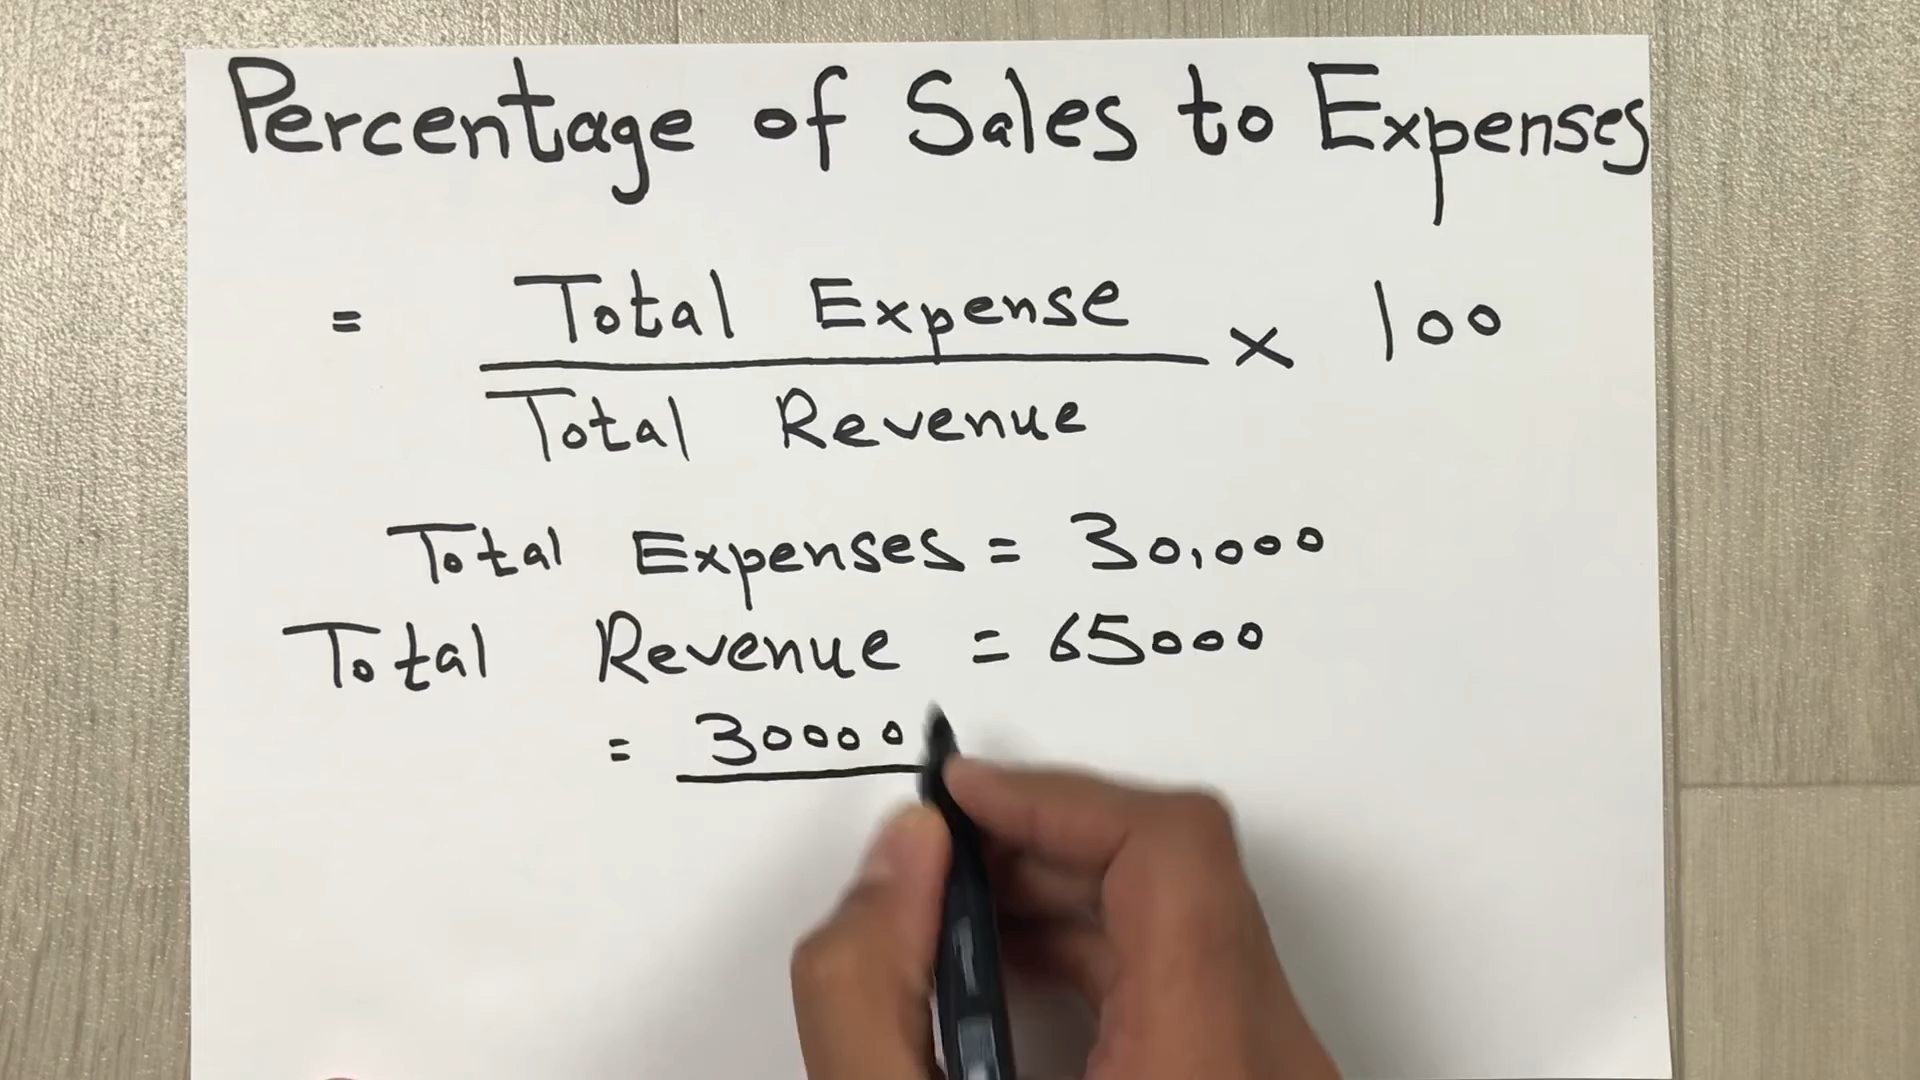 Percentage of Sales to Expenses
= Total Expense × 100
Total Revenue
Total Expenses = 30,000
Total Revenue = 65000
= 30000